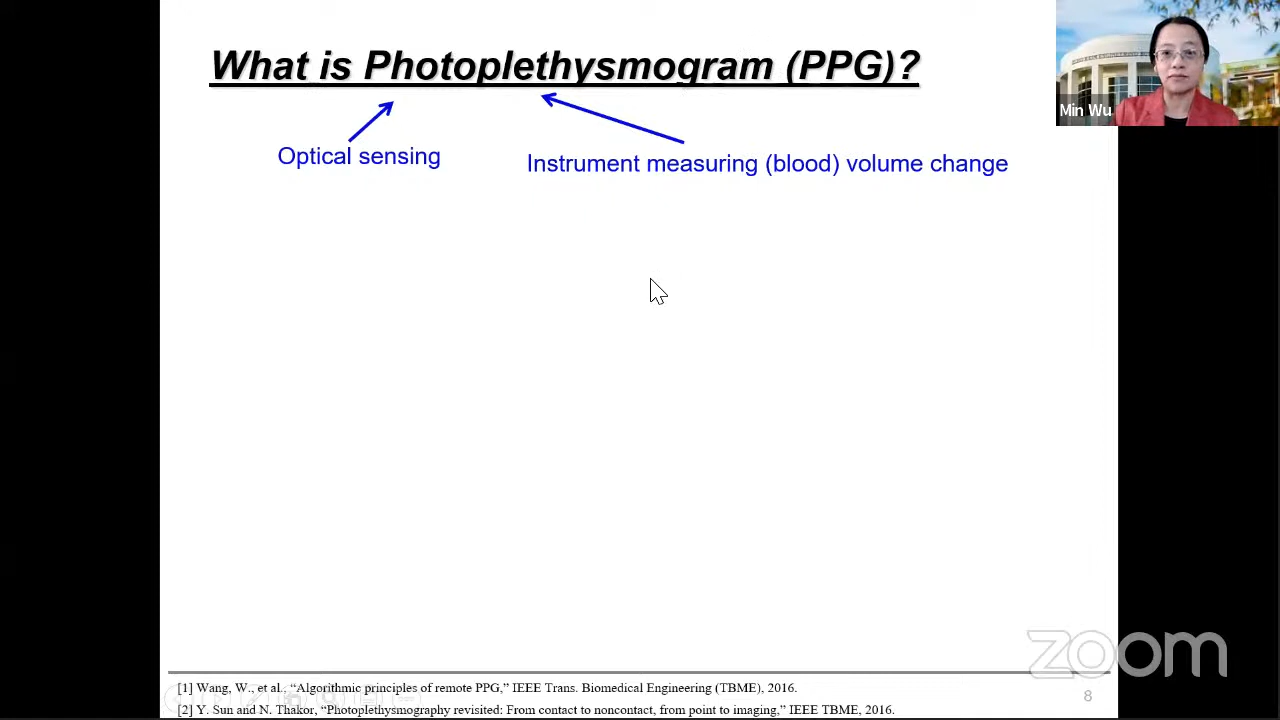 What is Photoplethysmogram (PPG)?
Min Wu
Optical sensing
Instrument measuring (blood) volume change
zoom
[1] Wang, W., et al., “Algorithmic principles of remote PPG,” IEEE Trans. Biomedical Engineering (TBME), 2016.
8
[2] Y. Sun and N. Thakor, “Photoplethysmography revisited: From contact to noncontact, from point to imaging,” IEEE TBME, 2016.